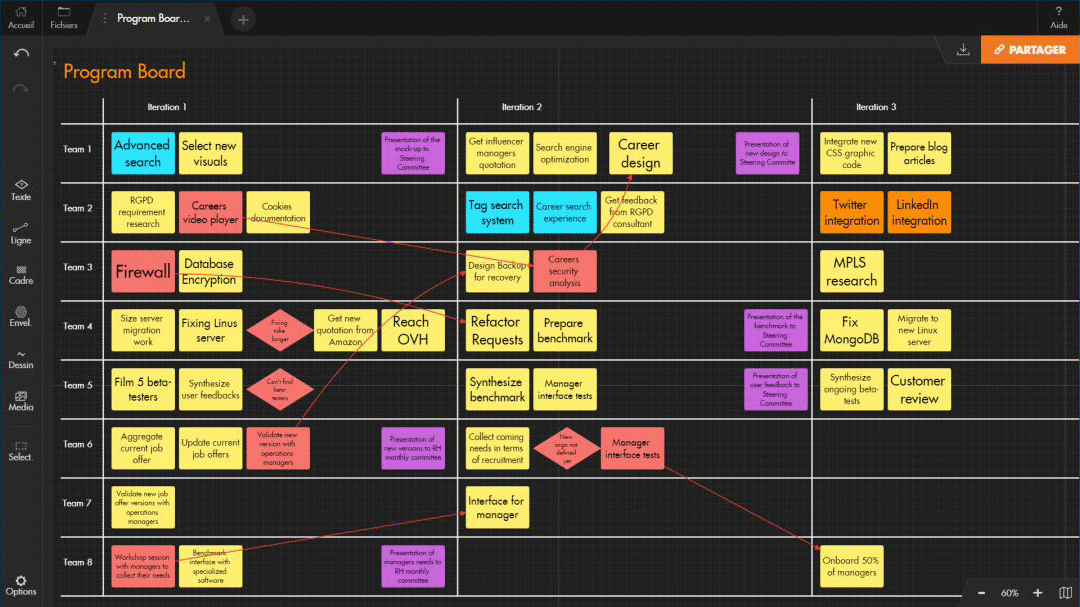 Accueil
Fichiers
Program Boar...
Aide
PARTAGER
Program Board
Iteration 1
Iteration 2
Iteration 3
Team 1
Advanced
search
Select new
visuals
Presentation of the
mock-up to
Steering
Committee
Get influencer
managers
quotation
Search engine
optimization
Career
design
Presentation of
new design to
Steering Committe
Integrate new
CSS graphic
code
Prepare blog
articles
Team 2
RGPD
requirement
research
Careers
video player
Cookies
documentation
Tag search
system
Career search
experience
Get feedback
from RGPD
consultant
Twitter
integration
LinkedIn
integration
Team 3
Firewall
Database
Encryption
Design Backup
for recovery
Careers
security
analysis
MPLS
research
Team 4
Size server
migration
work
Fixing Linus
server
Fixing
take
longer
Get new
quotation from
Amazon
Reach
OVH
Refactor
Requests
Prepare
benchmark
Presentation of the
benchmark to
Steering
Committee
Fix
MongoDB
Migrate to
new Linux
server
Team 5
Film 5 beta-
testers
Synthesize
user feedbacks
Can't find
beta-
testers
Synthesize
benchmark
Manager
interface tests
Presentation of
user feedback to
Steering
Committee
Synthesize
ongoing beta-
tests
Customer
review
Team 6
Aggregate
current job
offer
Update current
job offers
Validate new
version with
operations
managers
Presentation of
new versions to RH
monthly committee
Collect coming
needs in terms
of recruitment
New
orga not
defined
yet
Manager
interface tests
Team 7
Validate new job
offer versions with
operations
managers
Interface for
manager
Team 8
Workshop session
with managers to
collect their needs
Benchmark
interface with
specialized
software
Presentation of
managers needs to
RH monthly
committee
Onboard 50%
of managers
Texte
Ligne
Cadre
Envel.
Dessin
Media
Select.
Options
60%